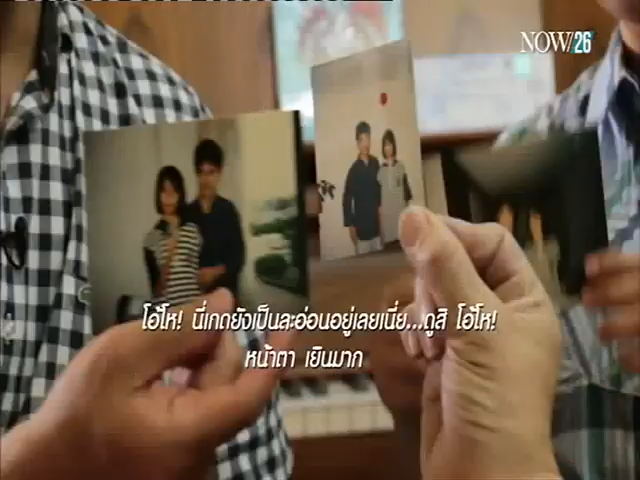 NOW 26
โอ้โห! นี่เกดยังเป็นละอ่อนอยู่เลยเนี่ย...ดูสิ โอ้โห!
หน้าตา เยินมาก